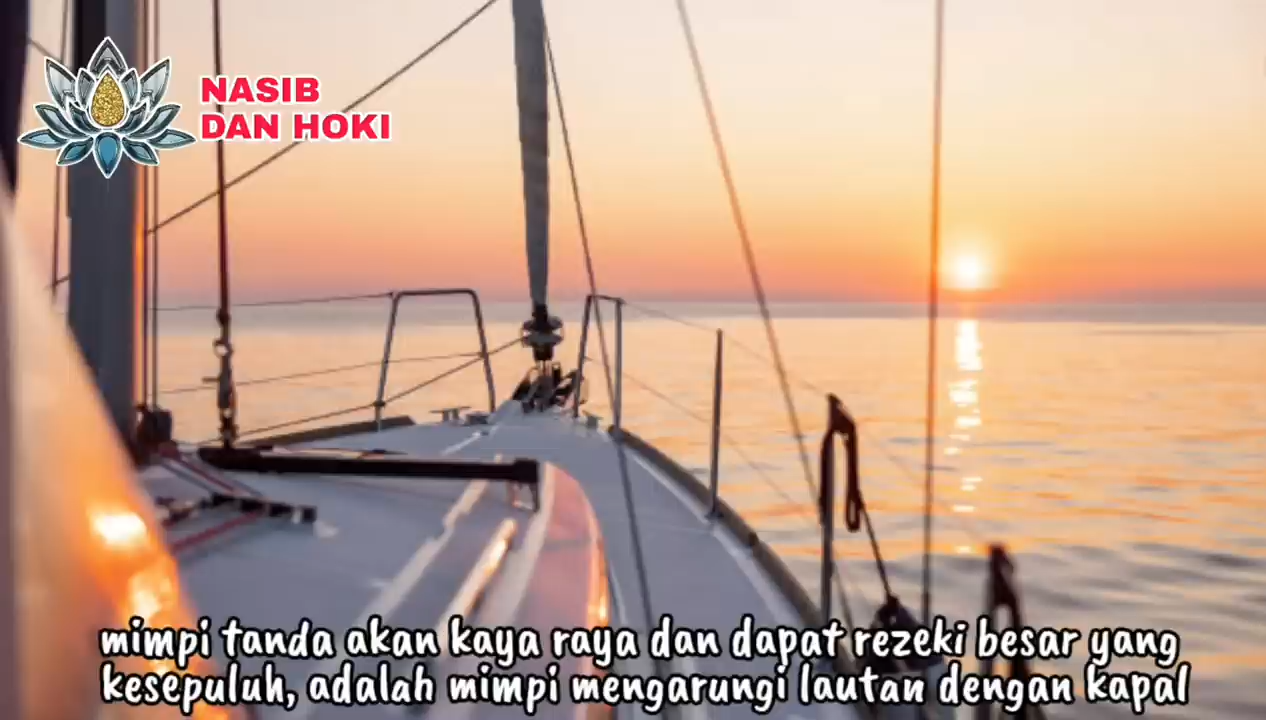 NASIB
DAN HOKI
mimpi tanda akan kaya raya dan dapat rezeki besar yang
kesepuluh, adalah mimpi mengarungi lautan dengan kapal